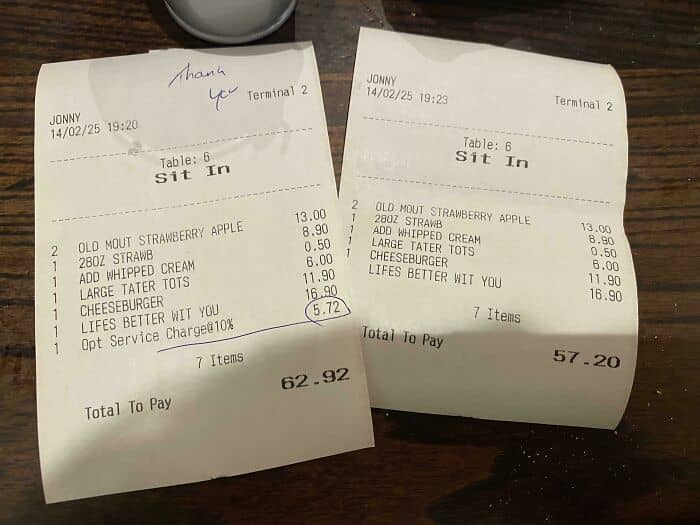 Thank
you
JONNY
14/02/25 19:20 Terminal 2
Table: 6
Sit In
2 OLD MOUT STRAWBERRY APPLE 13.00
1 28OZ STRAWB 8.90
1 ADD WHIPPED CREAM 0.50
1 LARGE TATER TOTS 6.00
1 CHEESEBURGER 11.90
1 LIFES BETTER WIT YOU 16.90
1 Opt Service Charge@10% 5.72
7 Items
Total To Pay 62.92
JONNY
14/02/25 19:23 Terminal 2
Table: 6
Sit In
2 OLD MOUT STRAWBERRY APPLE 13.00
1 28OZ STRAWB 8.90
1 ADD WHIPPED CREAM 0.50
1 LARGE TATER TOTS 6.00
1 CHEESEBURGER 11.90
1 LIFES BETTER WIT YOU 16.90
7 Items
Total To Pay 57.20